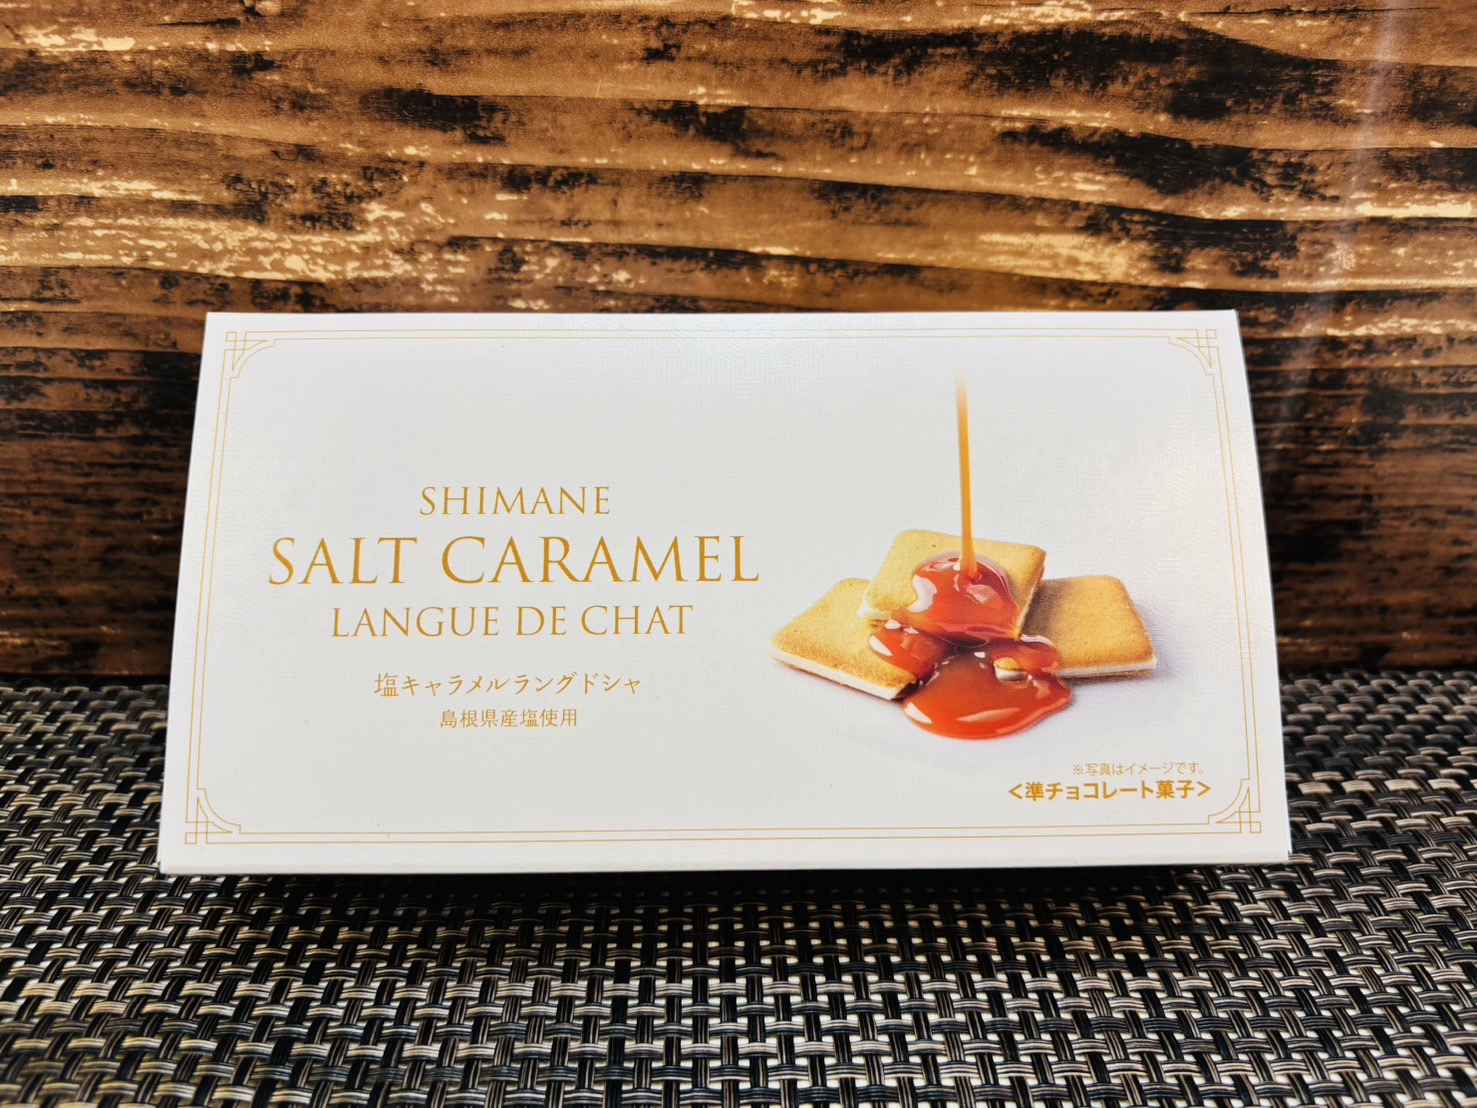 SHIMANE
SALT CARAMEL
LANGUE DE CHAT
塩キャラメルラングドシャ
島根県産塩使用
※写真はイメージです。
＜準チョコレート菓子＞